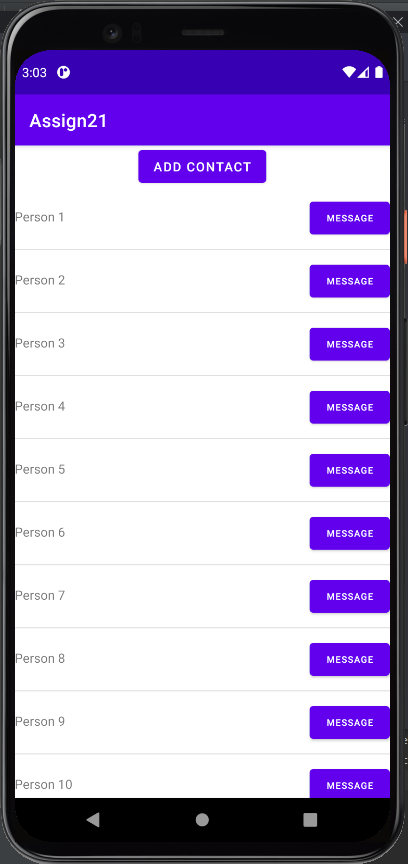 3:03
Assign21
ADD CONTACT
Person 1 MESSAGE
Person 2 MESSAGE
Person 3 MESSAGE
Person 4 MESSAGE
Person 5 MESSAGE
Person 6 MESSAGE
Person 7 MESSAGE
Person 8 MESSAGE
Person 9 MESSAGE
Person 10 MESSAGE